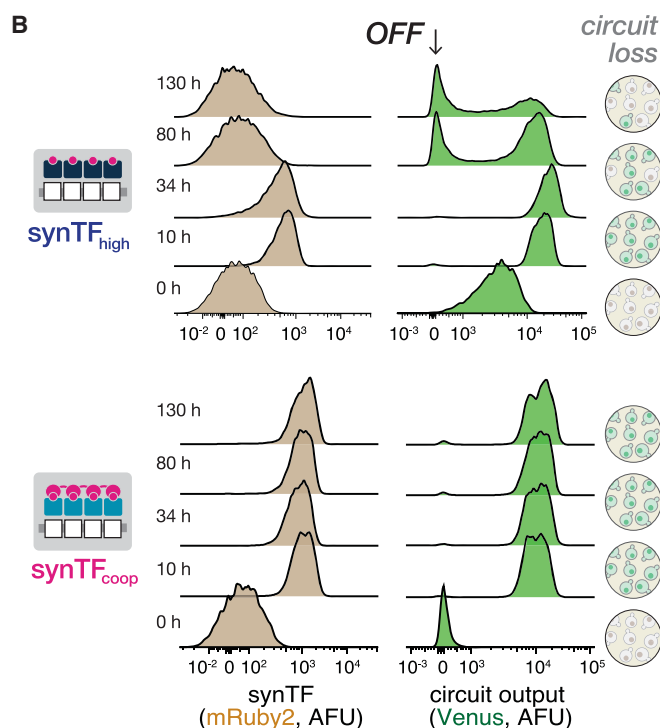 B
OFF
circuit
loss
130 h
80 h
34 h
10 h
0 h
synTFhigh
10-2 0 102 103 104
10-3 0 103 104 105
130 h
80 h
34 h
10 h
0 h
synTFcoop
10-2 0 102 103 104
10-3 0 103 104 105
synTF
(mRuby2, AFU)
circuit output
(Venus, AFU)